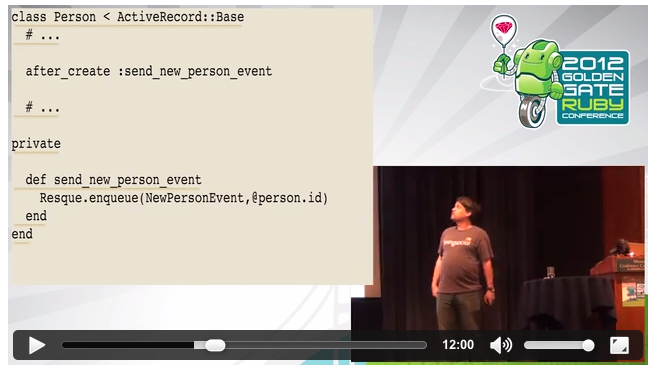 class Person < ActiveRecord::Base
# ...
after_create :send_new_person_event
# ...
private
def send_new_person_event
Resque.enqueue(NewPersonEvent,@person.id)
end
end
2012
GOLDEN
GATE
RUBY
CONFERENCE
12:00